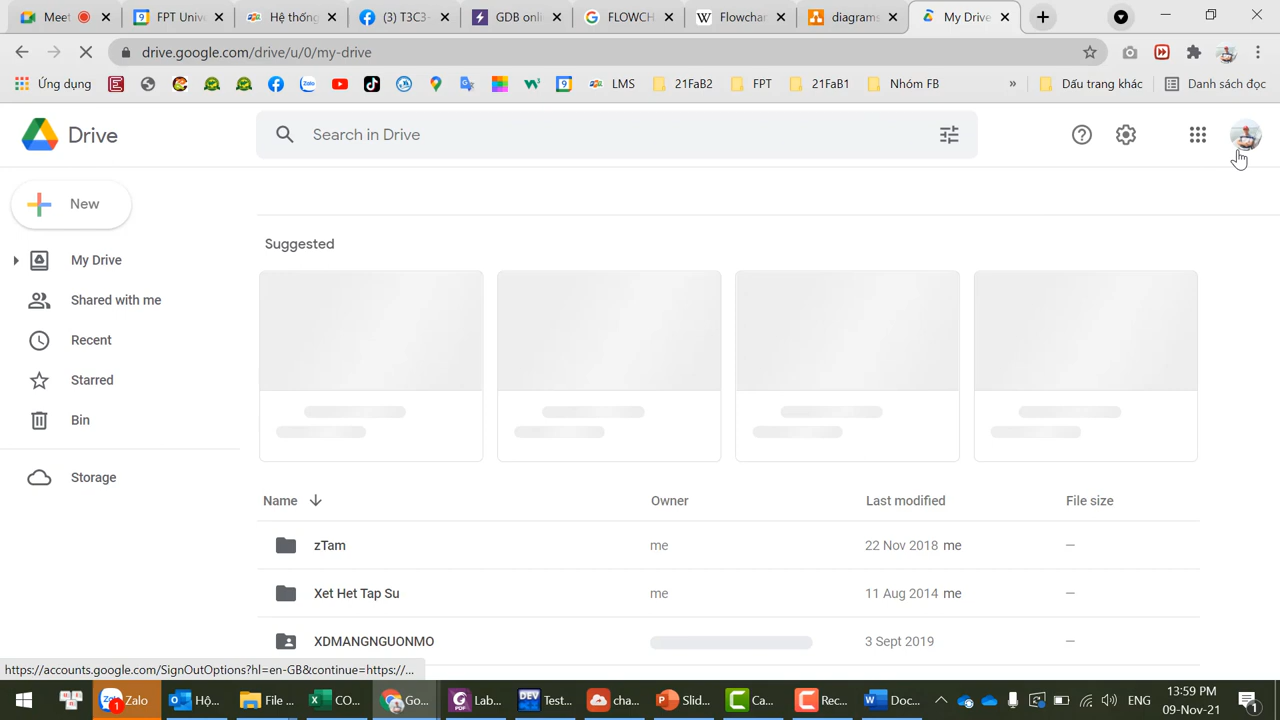 Meet
FPT Unive
Hệ thống
(3) T3C3 -
GDB onli
FLOWCH
Flowchar
diagrams
My Drive
drive.google.com/drive/u/0/my-drive
Ứng dụng
LMS
21FaB2
FPT
21FaB1
Nhóm FB
»
Dấu trang khác
Danh sách đọc
Drive
Search in Drive
New
My Drive
Shared with me
Recent
Starred
Bin
Storage
Suggested
Name
Owner
Last modified
File size
zTam
me
22 Nov 2018 me
—
Xet Het Tap Su
me
11 Aug 2014 me
—
XDMANGNGUONMO
3 Sept 2019
—
https://accounts.google.com/SignOutOptions?hl=en-GB&continue=https://...
Zalo
1
Hộ...
File ...
CO...
Go...
Lab...
Test...
cha...
Slid...
Ca...
Rec...
Doc...
ENG
13:59 PM
09-Nov-21
1